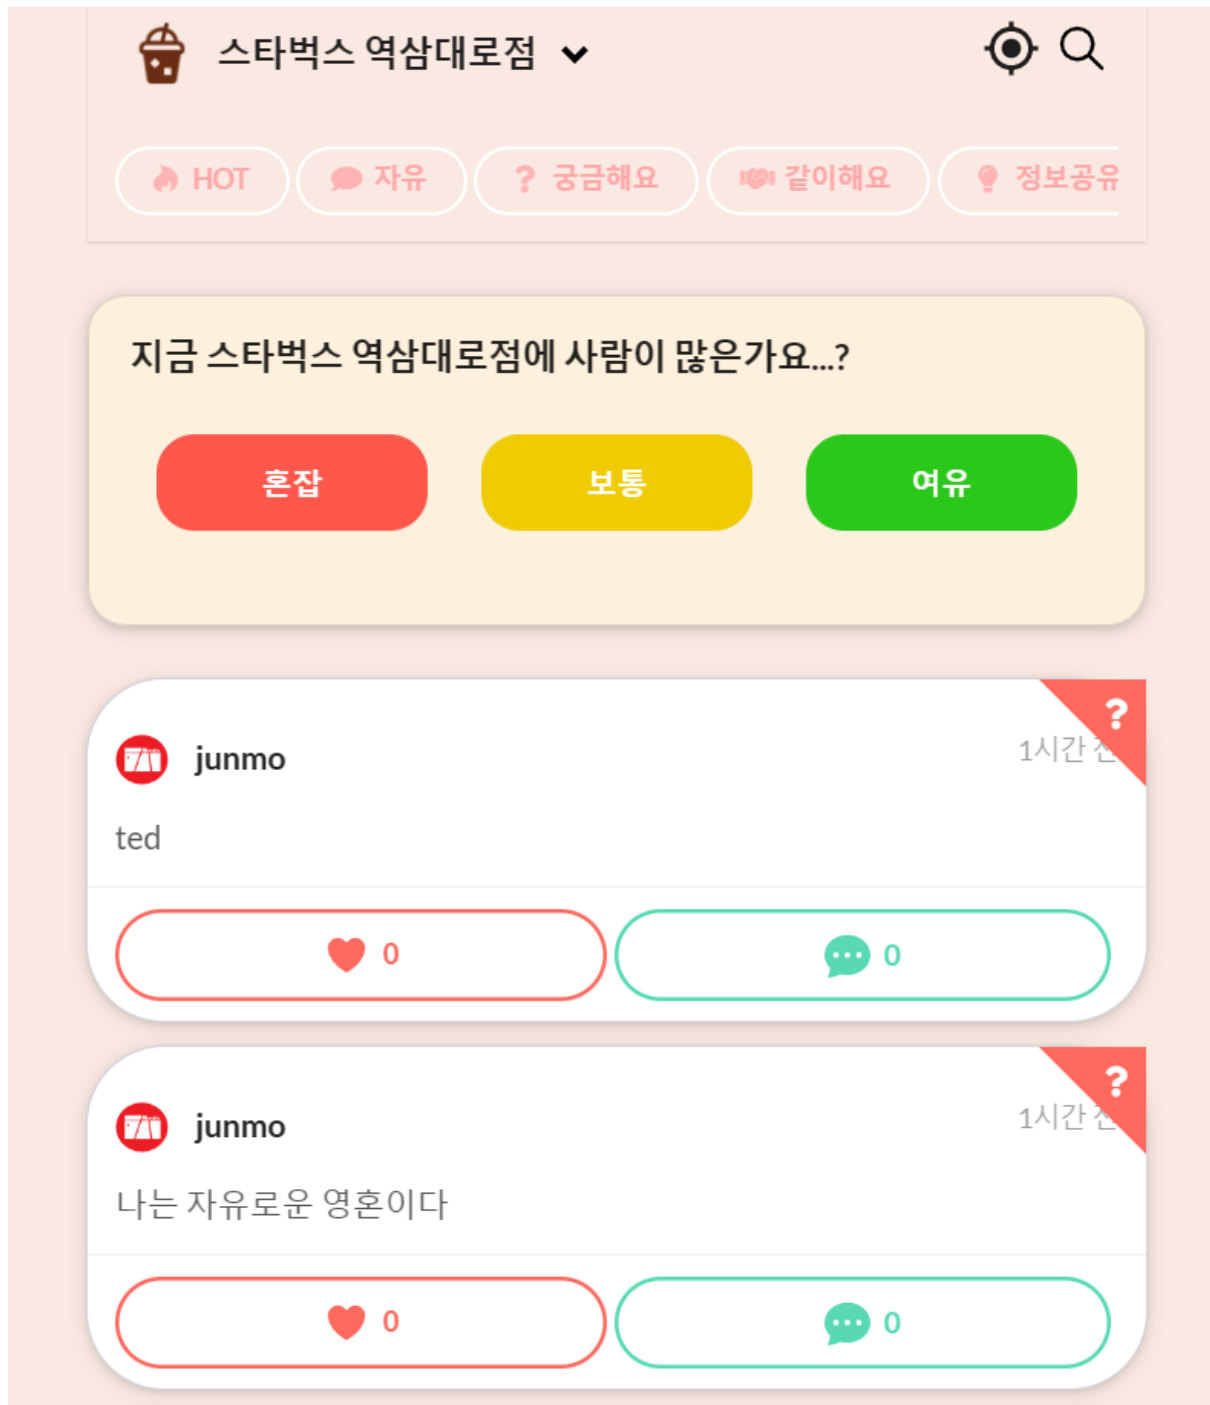 스타벅스 역삼대로점
HOT 자유 ? 궁금해요 같이해요 정보공유
지금 스타벅스 역삼대로점에 사람이 많은가요...?
혼잡 보통 여유
?
junmo 1시간 전
ted
0 0
?
junmo 1시간 전
나는 자유로운 영혼이다
0 0